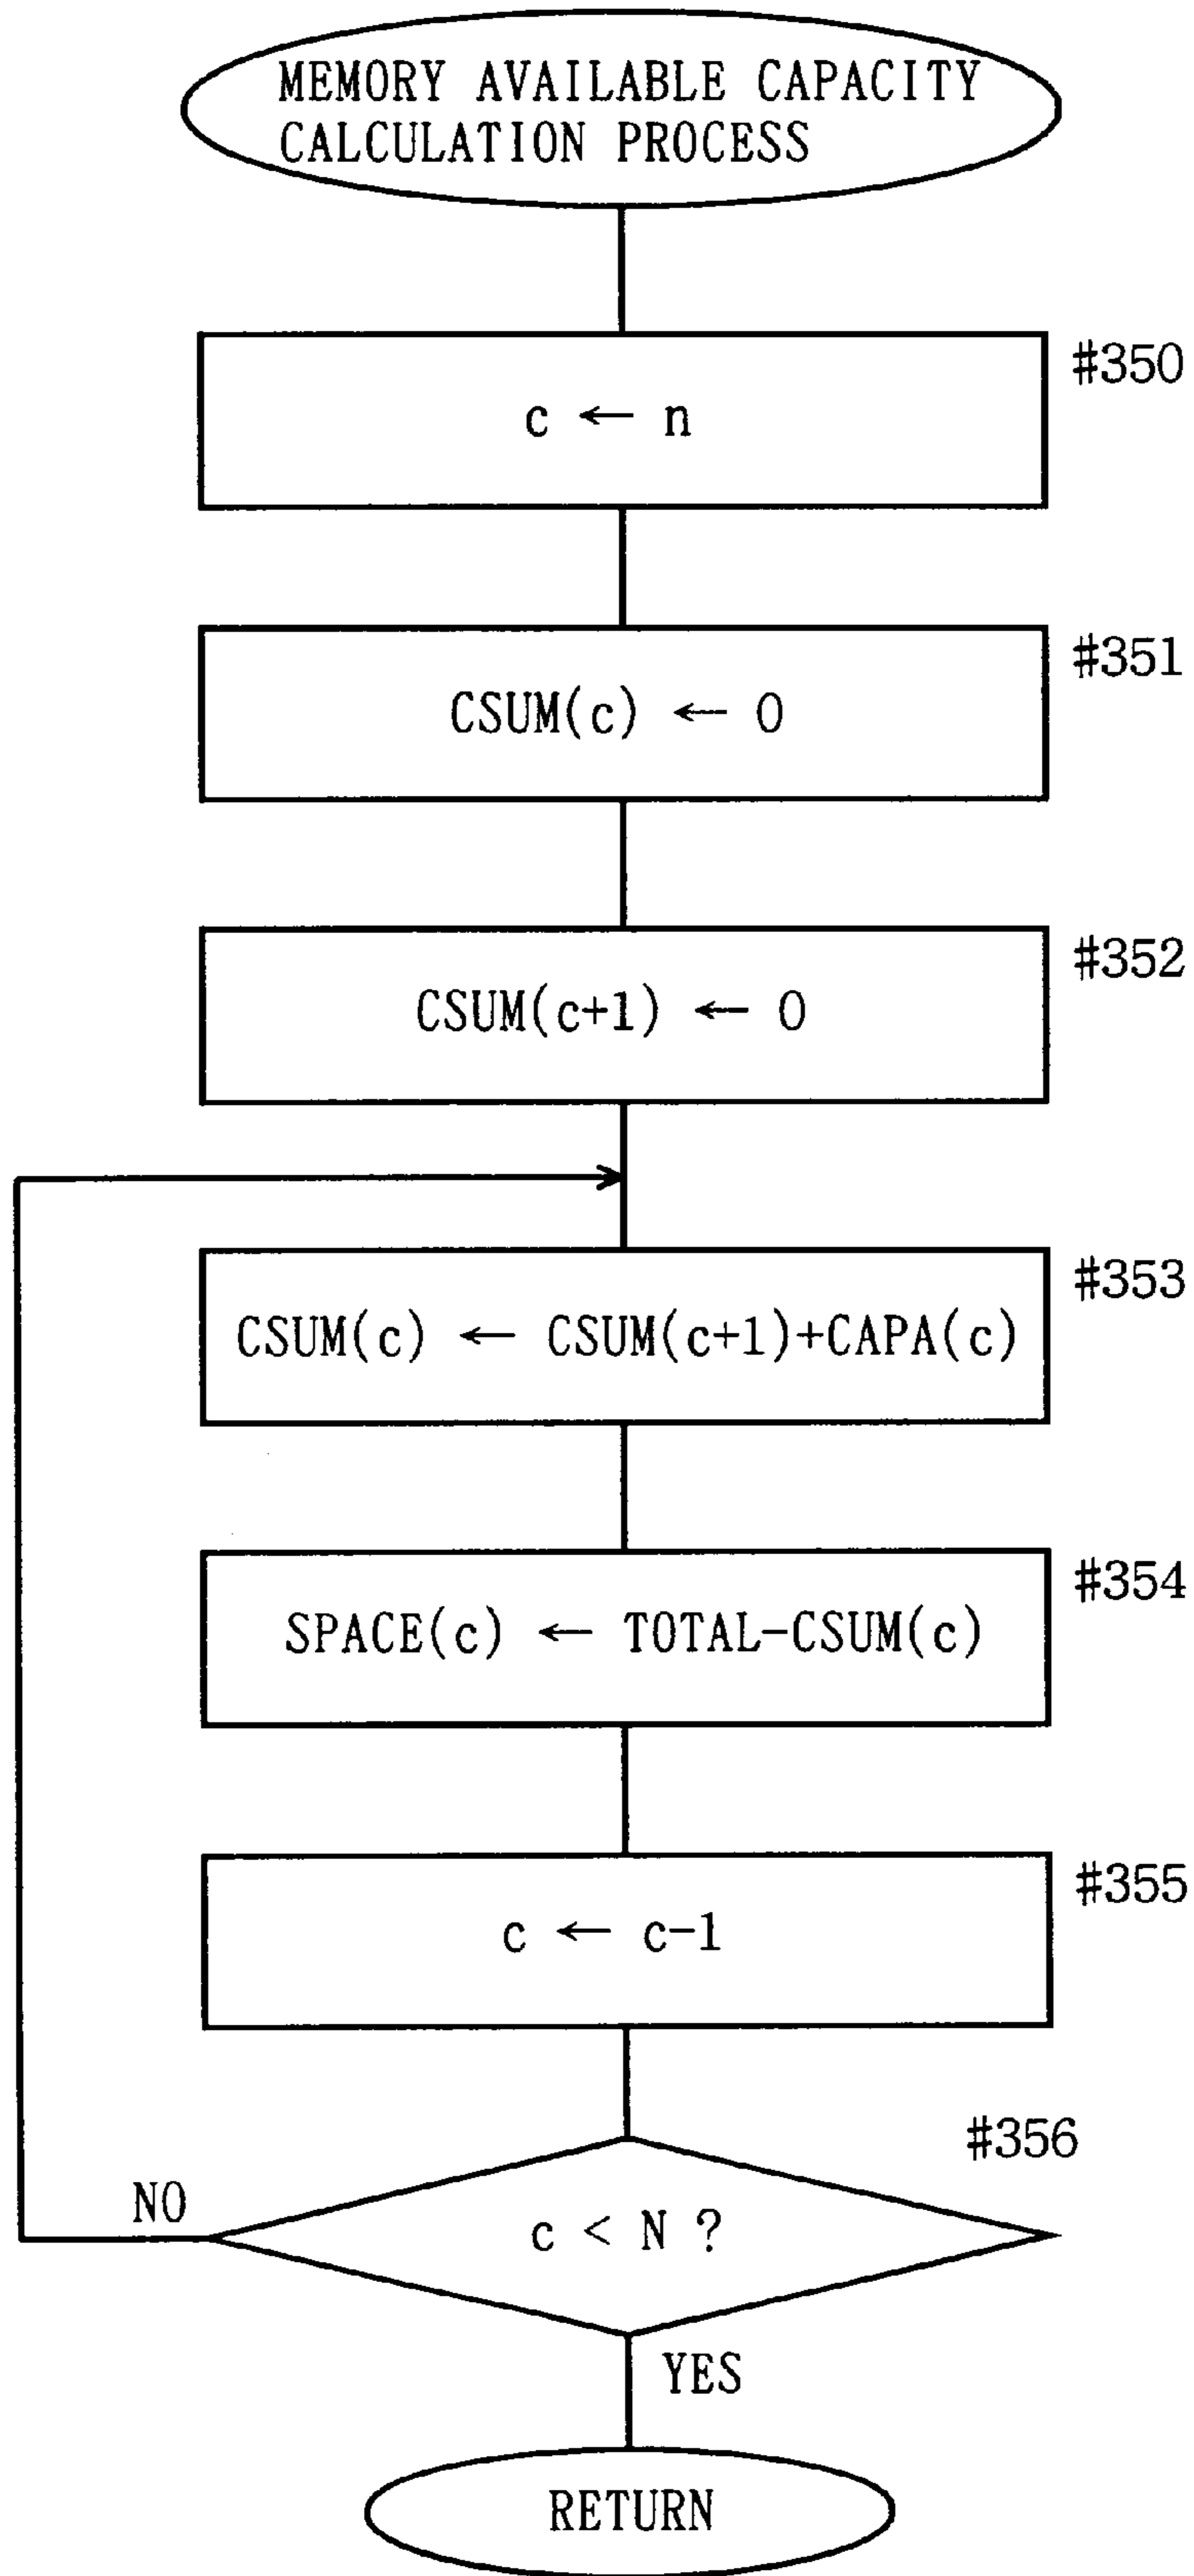 MEMORY AVAILABLE CAPACITY
CALCULATION PROCESS
#350
c ← n
#351
CSUM(c) ← 0
#352
CSUM(c+1) ← 0
#353
CSUM(c) ← CSUM(c+1)+CAPA(c)
#354
SPACE(c) ← TOTAL-CSUM(c)
#355
c ← c-1
#356
NO
c < N ?
YES
RETURN